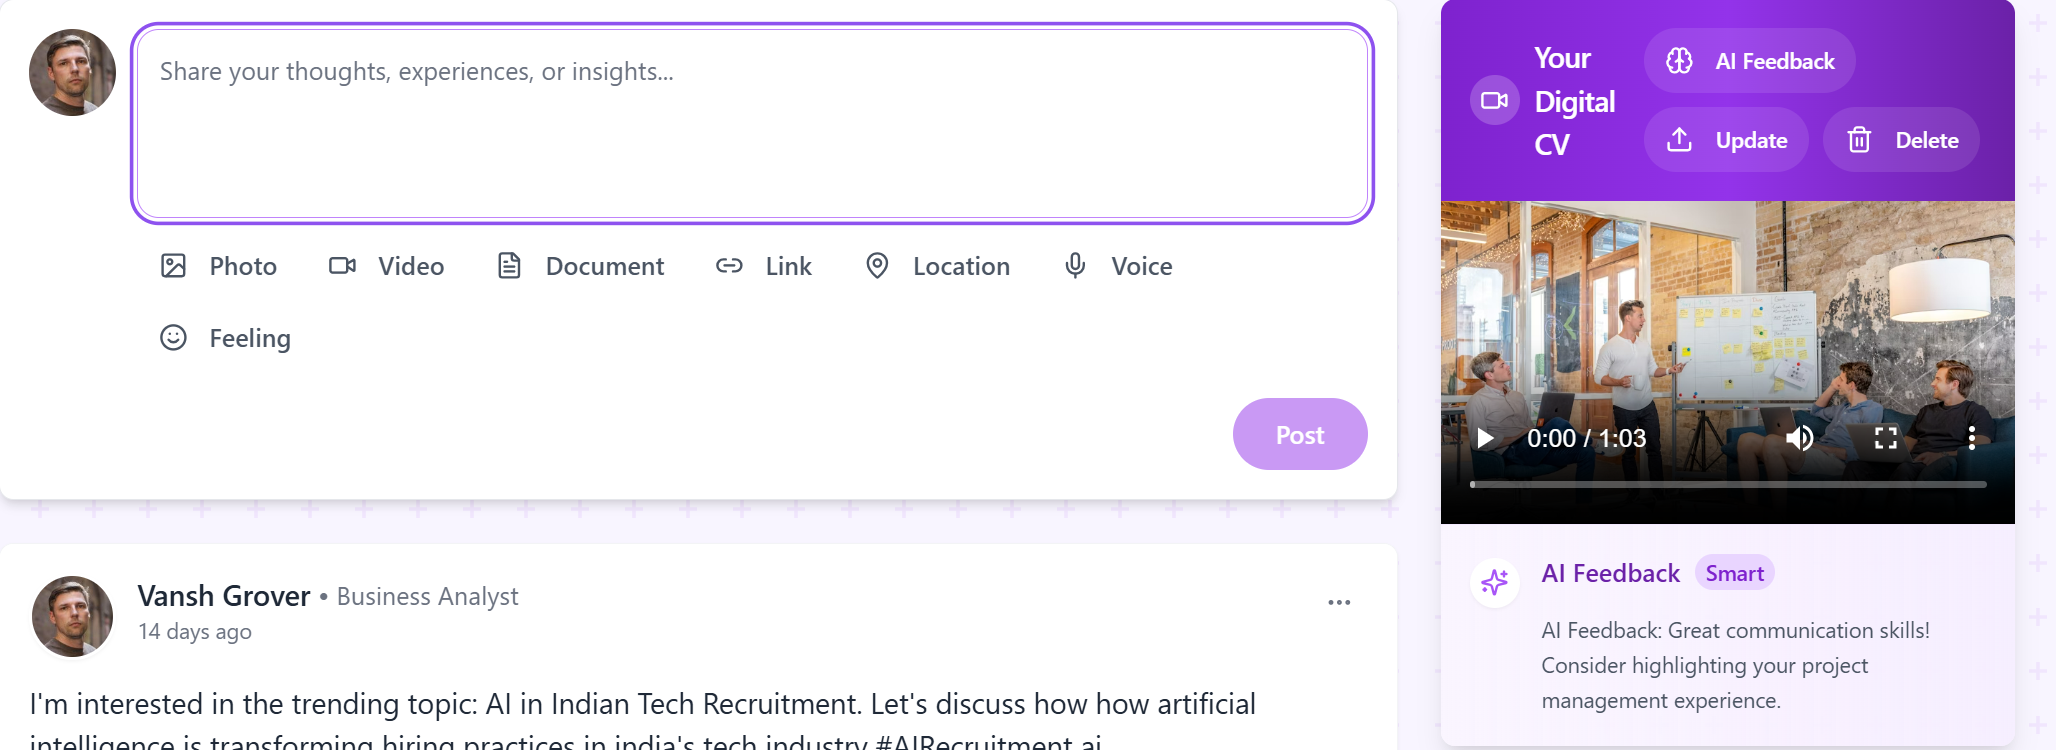 Share your thoughts, experiences, or insights...
Photo
Video
Document
Link
Location
Voice
Feeling
Post
Vansh Grover • Business Analyst
14 days ago
I'm interested in the trending topic: AI in Indian Tech Recruitment. Let's discuss how how artificial
intelligence is transforming hiring practices in india's tech industry #AIRecruitment ai
Your
Digital
CV
AI Feedback
Update
Delete
0:00 / 1:03
AI Feedback
Smart
AI Feedback: Great communication skills!
Consider highlighting your project
management experience.